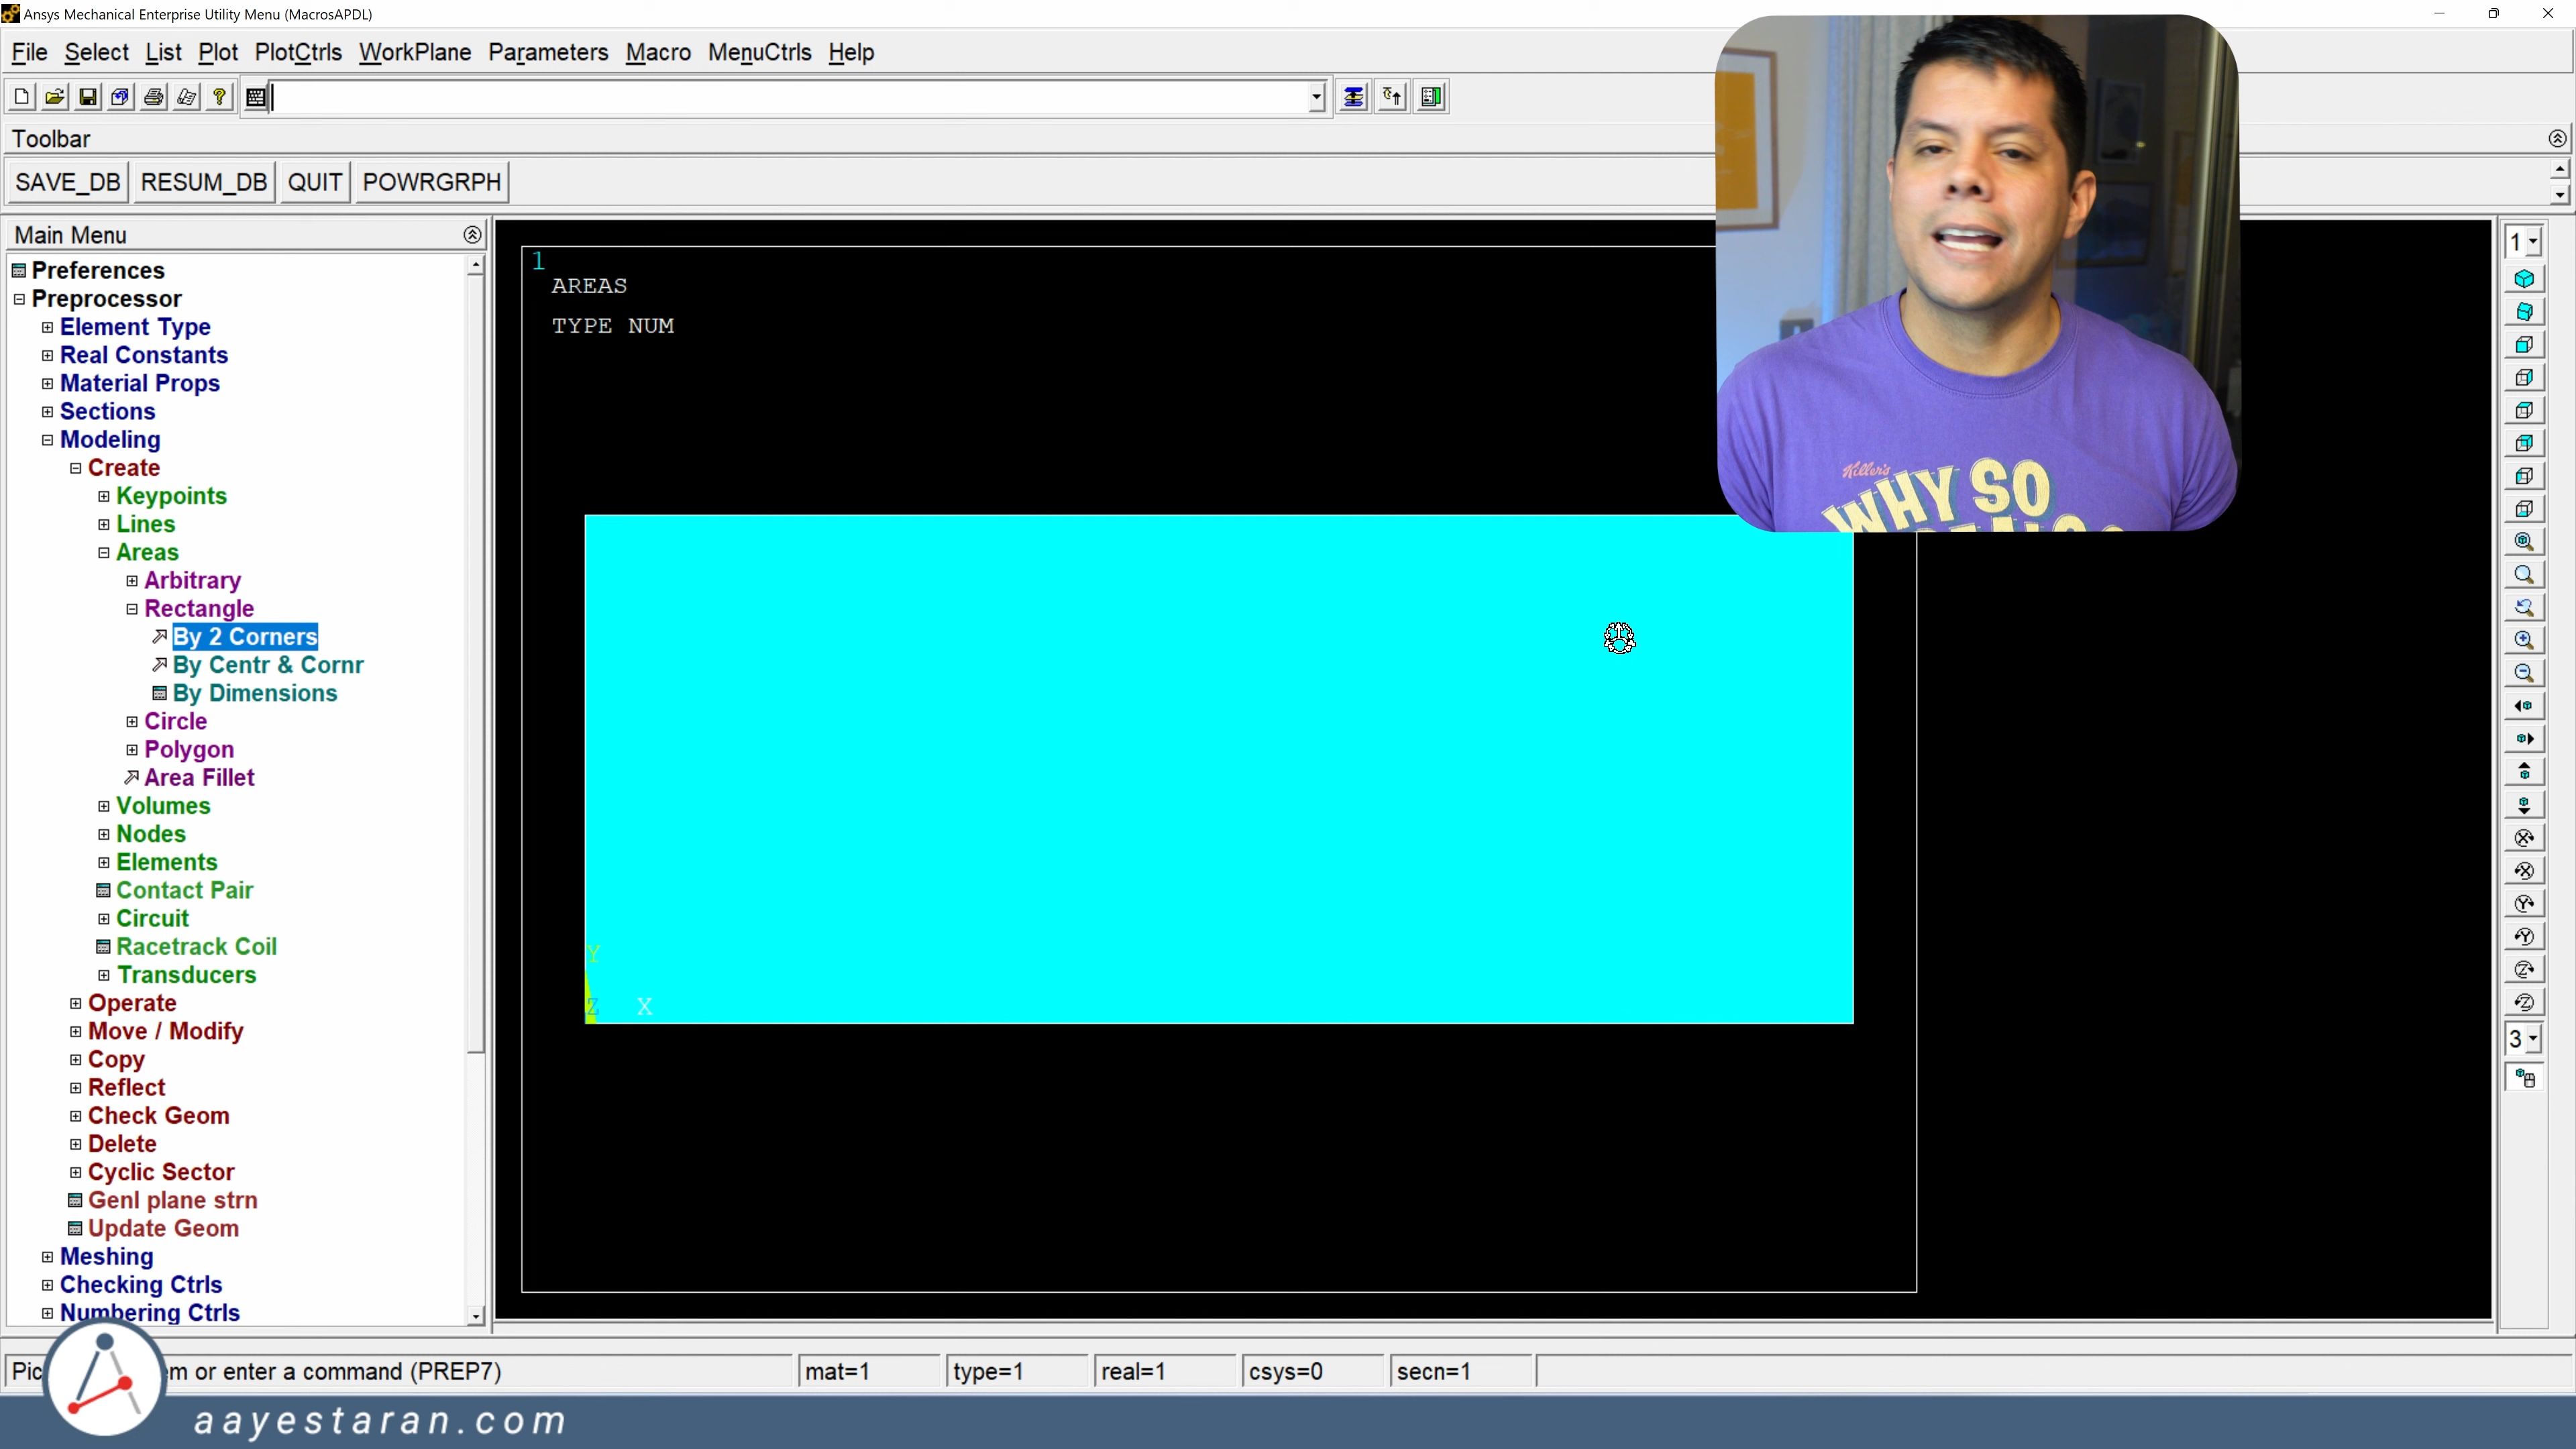 Ansys Mechanical Enterprise Utility Menu (MacrosAPDL)
File Select List Plot PlotCtrls WorkPlane Parameters Macro MenuCtrls Help
Toolbar
SAVE_DB RESUM_DB QUIT POWRGRPH
Main Menu
Preferences
Preprocessor
Element Type
Real Constants
Material Props
Sections
Modeling
Create
Keypoints
Lines
Areas
Arbitrary
Rectangle
By 2 Corners
By Centr & Cornr
By Dimensions
Circle
Polygon
Area Fillet
Volumes
Nodes
Elements
Contact Pair
Circuit
Racetrack Coil
Transducers
Operate
Move / Modify
Copy
Reflect
Check Geom
Delete
Cyclic Sector
Genl plane strn
Update Geom
Meshing
Checking Ctrls
Numbering Ctrls
1
AREAS
TYPE NUM
Y
Z X
Killer's
WHY SO
1
3
or enter a command (PREP7) mat=1 type=1 real=1 csys=0 secn=1
aayestaran.com